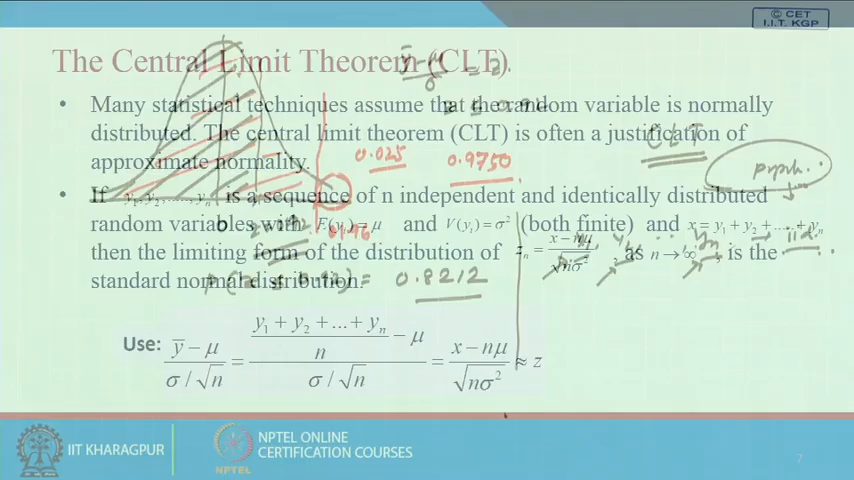 © CET
I.I.T. KGP
The Central Limit Theorem (CLT).
• Many statistical techniques assume that the random variable is normally
distributed. The central limit theorem (CLT) is often a justification of
approximate normality.
CLT
0.025 0.9750
• If y₁, y₂, ......, yₙ is a sequence of n independent and identically distributed
random variables with E(yᵢ) = μ and V(yᵢ) = σ² (both finite) and x = y₁ + y₂ + .... + yₙ
then the limiting form of the distribution of zₙ = (x − nμ)/√(nσ²), as n → ∞, is the
standard normal distribution.
0.8212
Use: (ȳ − μ)/(σ/√n) = ((y₁ + y₂ + ... + yₙ)/n − μ)/(σ/√n) = (x − nμ)/√(nσ²) ≈ z
IIT KHARAGPUR
NPTEL
NPTEL ONLINE
CERTIFICATION COURSES
7